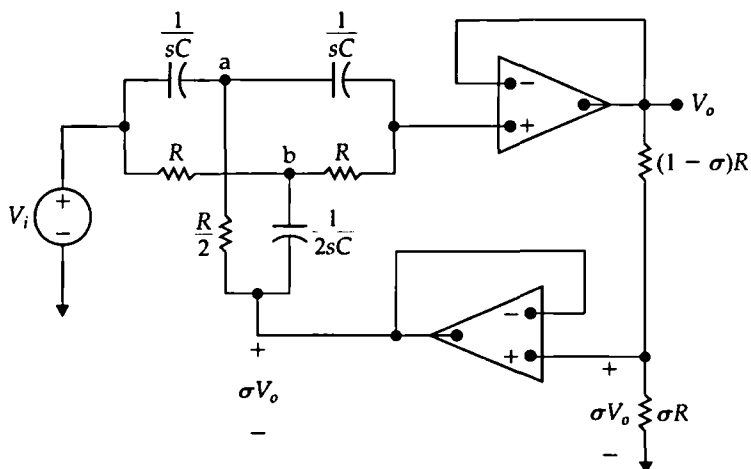 1/sC
1/sC
a
−
+
V_o
R
b
R
(1 − σ)R
V_i
+
−
R/2
1/2sC
−
+
+
σV_o
−
+
σV_o
−
σR